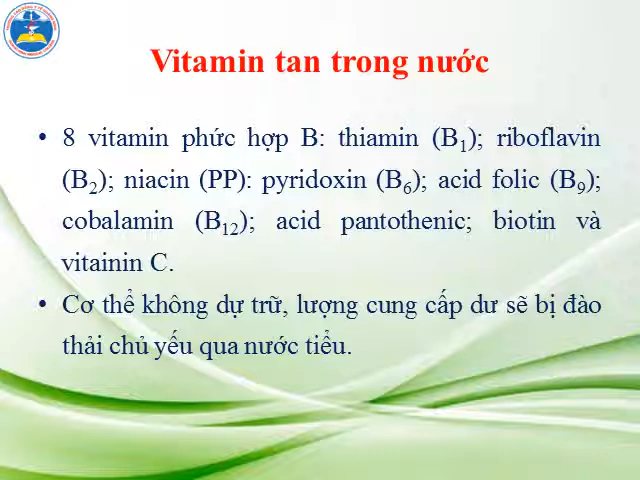 Vitamin tan trong nước
• 8 vitamin phức hợp B: thiamin (B₁); riboflavin
(B₂); niacin (PP): pyridoxin (B₆); acid folic (B₉);
cobalamin (B₁₂); acid pantothenic; biotin và
vitainin C.
• Cơ thể không dự trữ, lượng cung cấp dư sẽ bị đào
thải chủ yếu qua nước tiểu.